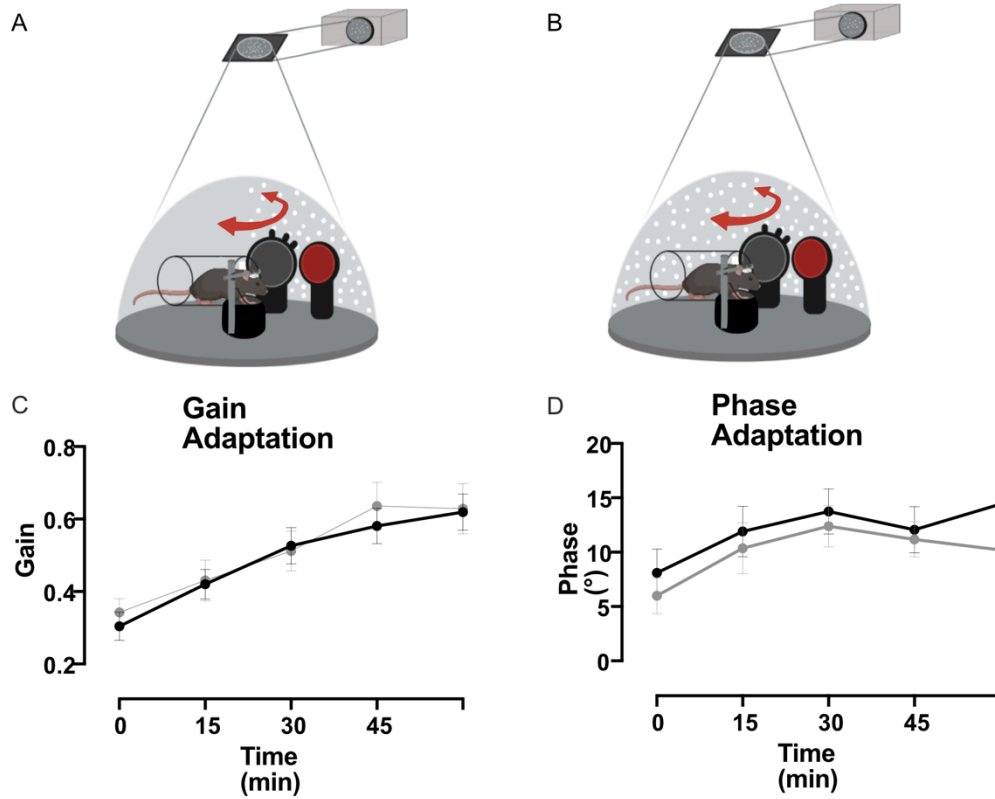 A
B
C
Gain
Adaptation
0.8
0.6
0.4
0.2
Gain
0
15
30
45
Time
(min)
D
Phase
Adaptation
20
15
10
5
0
Phase
(°)
0
15
30
45
Time
(min)